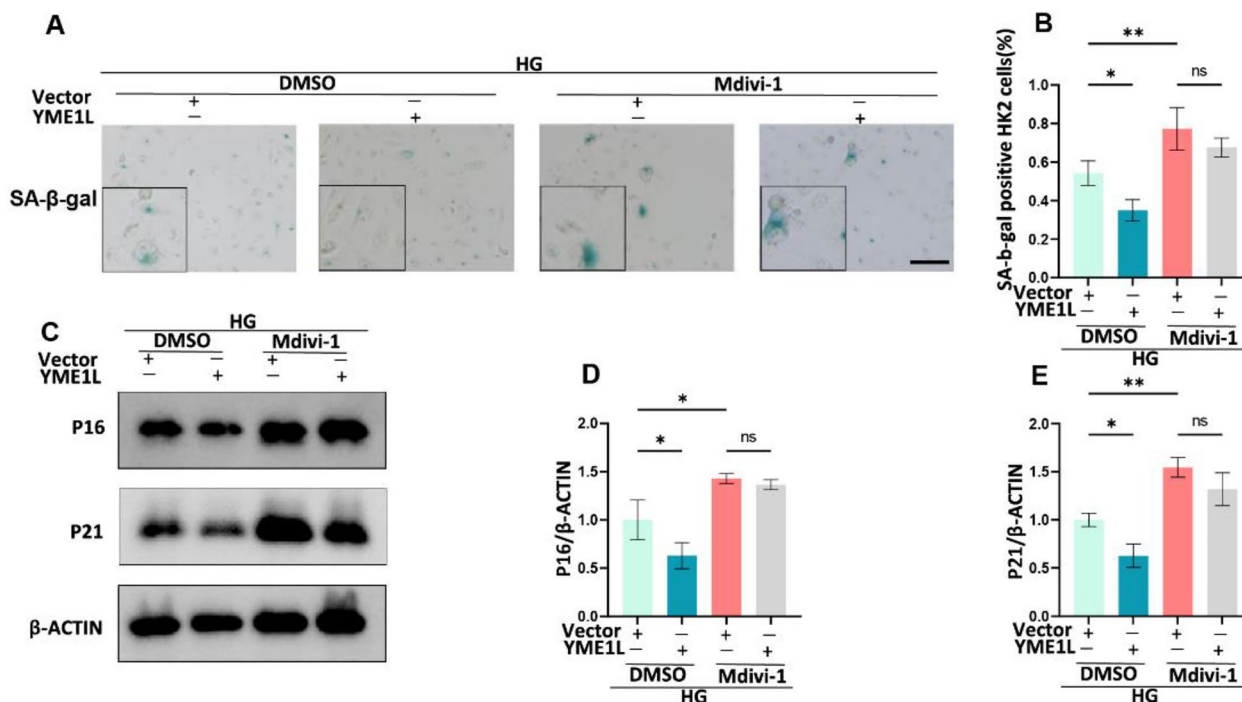 A
HG
DMSO Mdivi-1
Vector + − + −
YME1L − + − +
SA-β-gal
B
SA-b-gal positive HK2 cells(%)
1.0
0.8
0.6
0.4
0.2
0.0
**
*
ns
Vector + − + −
YME1L − + − +
DMSO Mdivi-1
HG
C
HG
DMSO Mdivi-1
Vector + − + −
YME1L − + − +
P16
P21
β-ACTIN
D
P16/β-ACTIN
2.0
1.5
1.0
0.5
0.0
*
*
ns
Vector + − + −
YME1L − + − +
DMSO Mdivi-1
HG
E
P21/β-ACTIN
2.0
1.5
1.0
0.5
0.0
**
*
ns
Vector + − + −
YME1L − + − +
DMSO Mdivi-1
HG